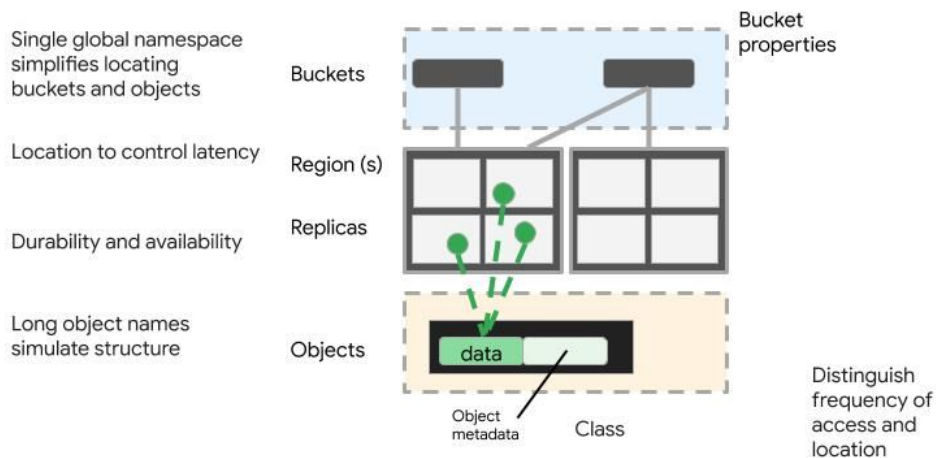 Single global namespace
simplifies locating
buckets and objects
Buckets
Bucket
properties
Location to control latency
Region (s)
Durability and availability
Replicas
Long object names
simulate structure
Objects
data
Object
metadata
Class
Distinguish
frequency of
access and
location